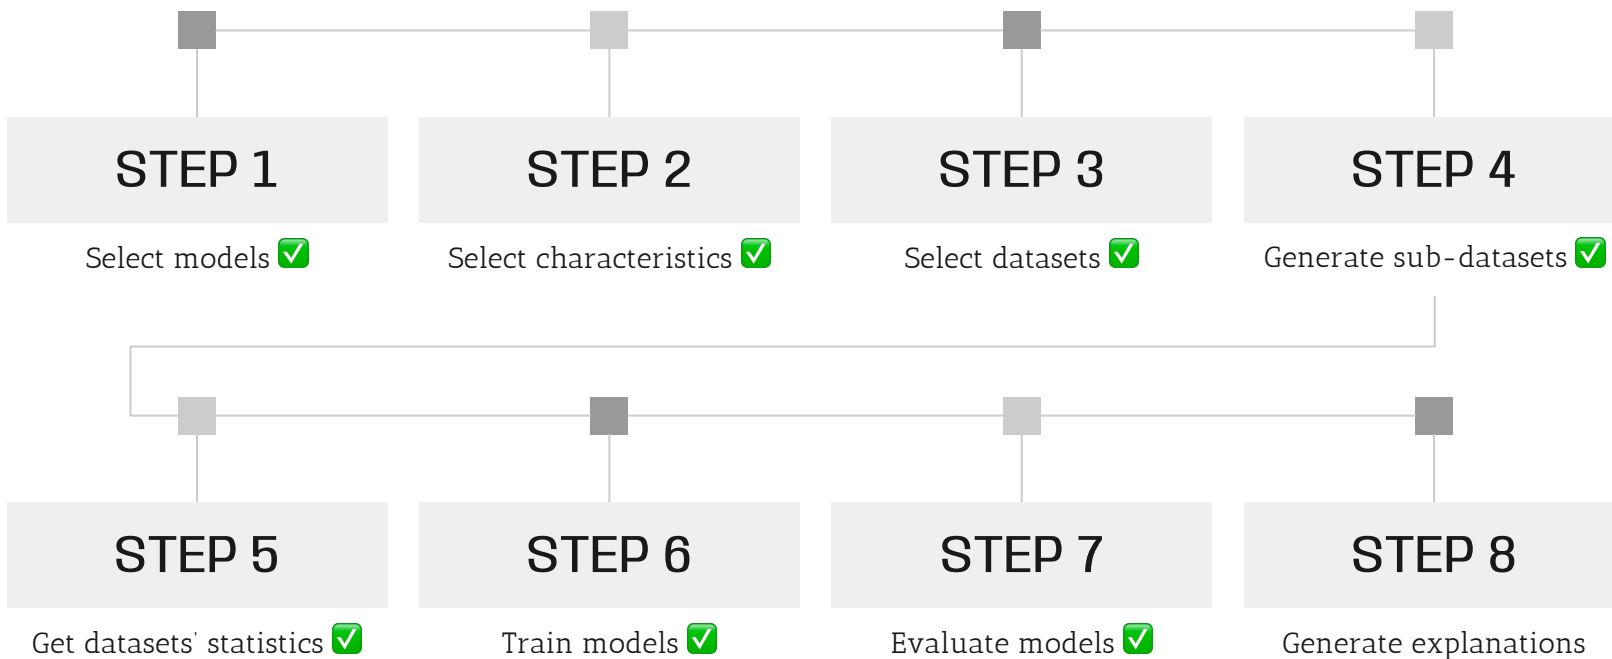 STEP 1
STEP 2
STEP 3
STEP 4
Select models ✅
Select characteristics ✅
Select datasets ✅
Generate sub-datasets ✅
STEP 5
STEP 6
STEP 7
STEP 8
Get datasets' statistics ✅
Train models ✅
Evaluate models ✅
Generate explanations